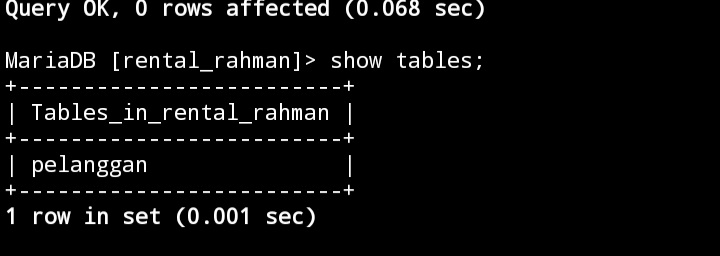 Query OK, 0 rows affected (0.068 sec)
MariaDB [rental_rahman]> show tables;
+-------------------------+
| Tables_in_rental_rahman |
+-------------------------+
| pelanggan               |
+-------------------------+
1 row in set (0.001 sec)